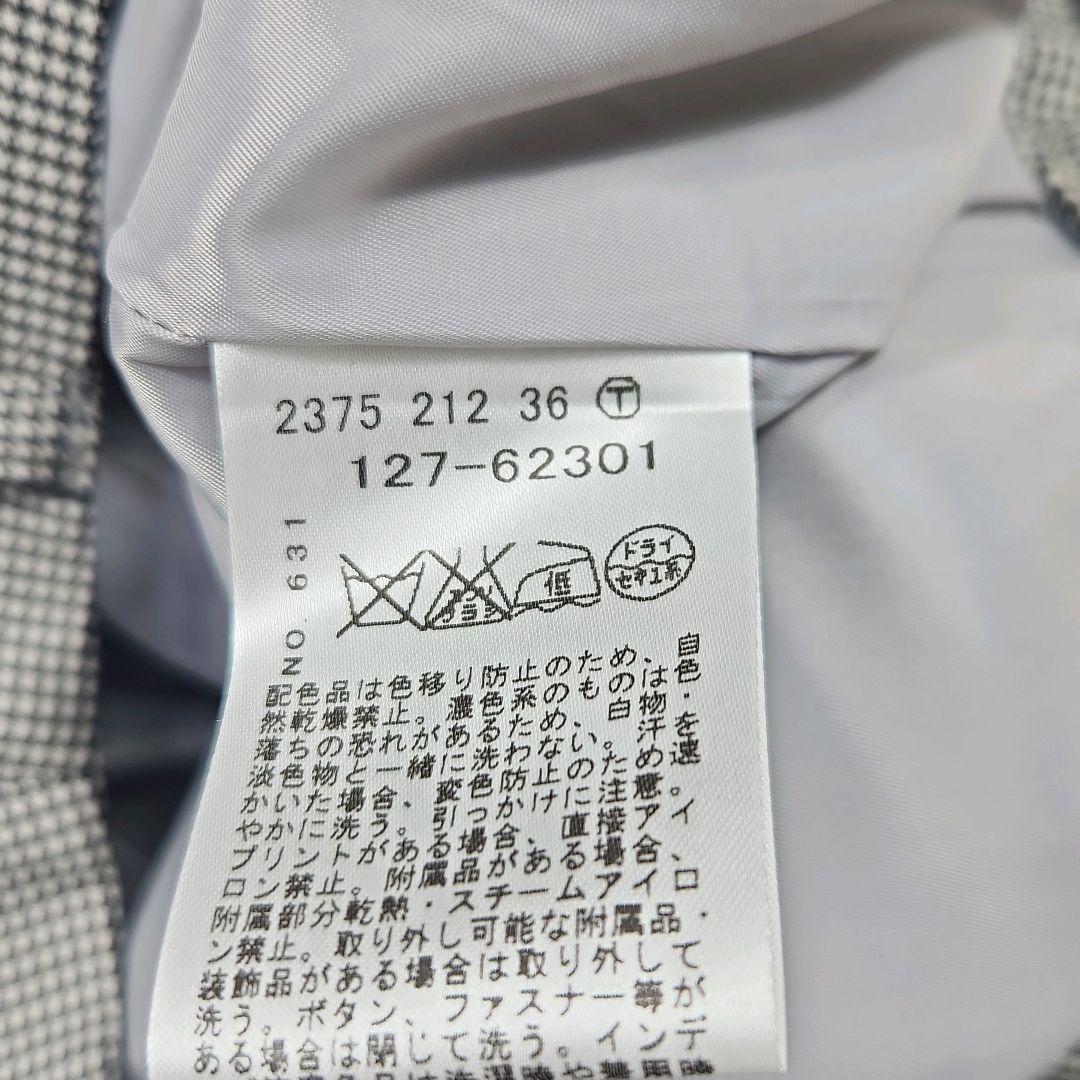 2375 212 36 Ⓣ
127-62301
NO 631
低
ドライ
セキユ系
配色品は色移り防止のため、自
然乾燥禁止。濃色系のものは色
落ちの恐れがあるため、白物・
淡色物と一緒に洗わない。汗を
かいた場合、変色防止のため速
やかに洗う。引っかけに注意。
プリントがある場合、直接アイ
ロン禁止。附属品がある場合、
附属部分乾熱・スチームアイロ
ン禁止。取り外し可能な附属品・
装飾品がある場合は取り外して
洗う。ボタン、ファスナー等が
ある場合は閉じて洗う。インデ